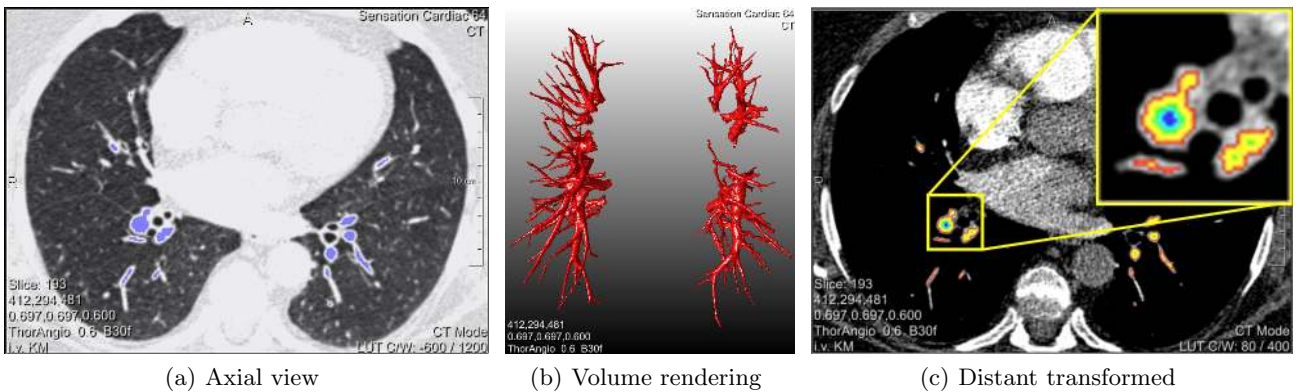 A
Sensation Cardiac 64
CT
R
10 cm
Slice: 193
412,294,481
0.697,0.697,0.600
ThorAngio 0.6 B30f
i.v. KM
CT Mode
LUT C/W: -600 / 1200
(a) Axial view
Sensation Cardiac 64
CT
412,294,481
0.697,0.697,0.600
ThorAngio 0.6 B30f
(b) Volume rendering
A
R
Slice: 193
412,294,481
0.697,0.697,0.600
ThorAngio 0.6 B30f
i.v. KM
CT Mode
LUT C/W: 80 / 400
(c) Distant transformed